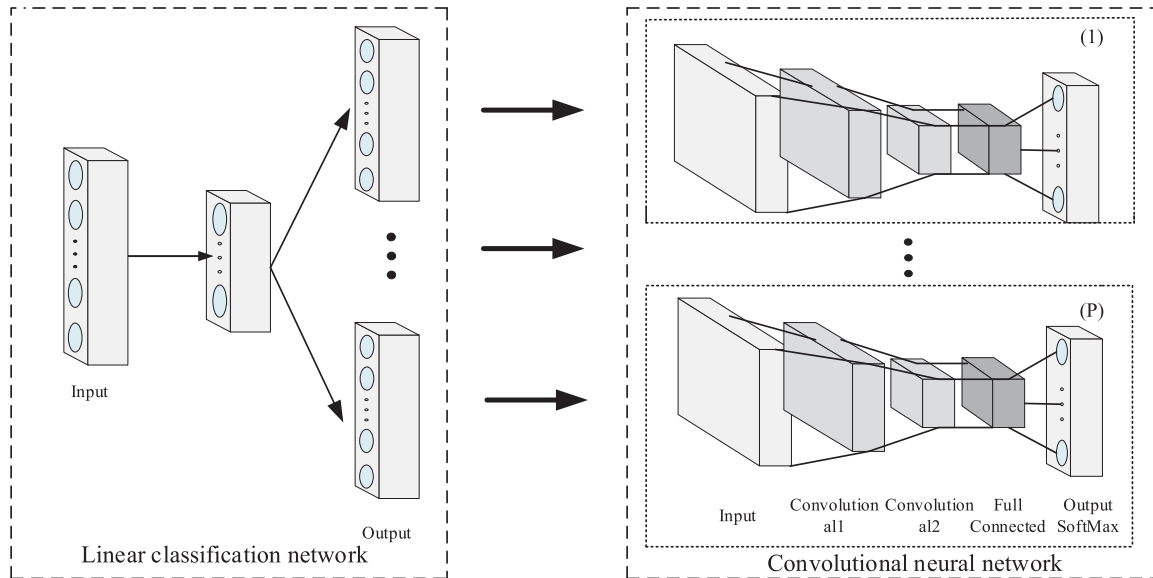 Input
Output
Linear classification network
(1)
(P)
Input
Convolution
al1
Convolution
al2
Full
Connected
Output
SoftMax
Convolutional neural network